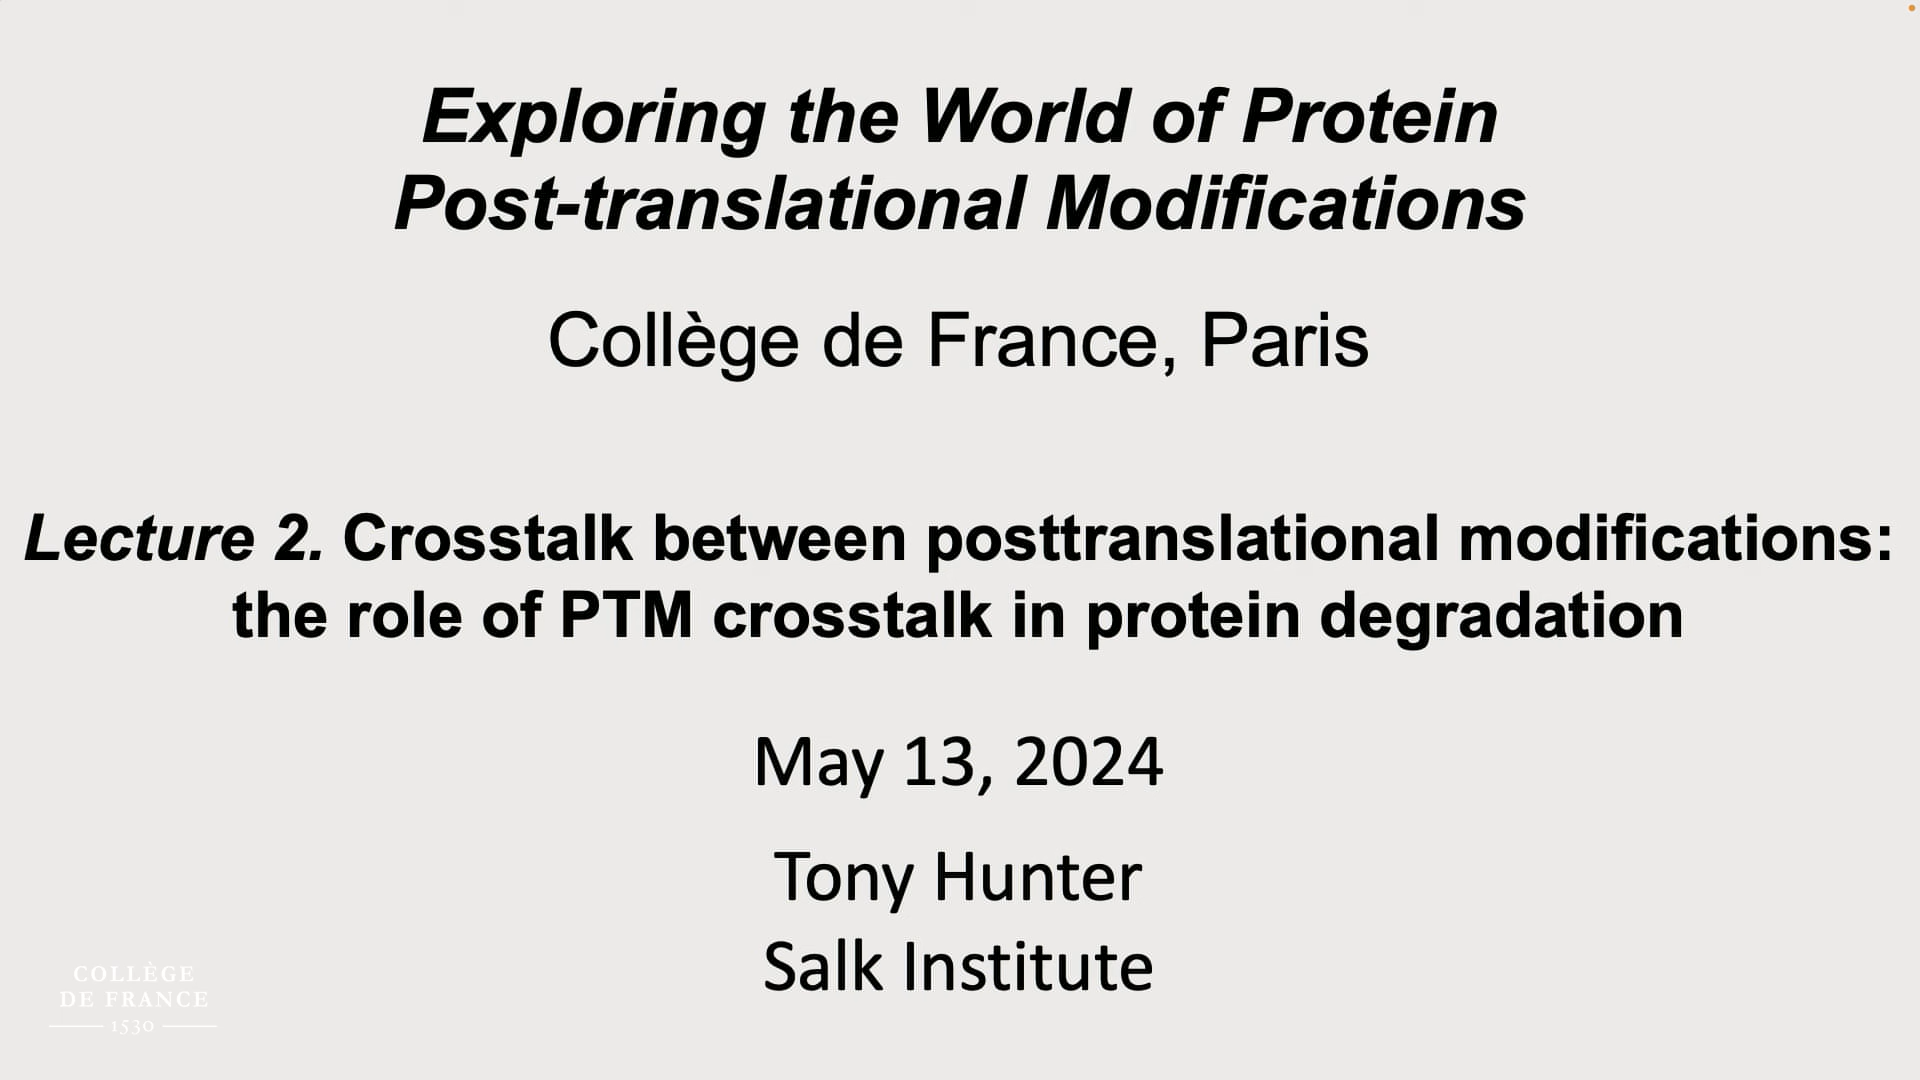 Exploring the World of Protein
Post-translational Modifications
Collège de France, Paris
Lecture 2. Crosstalk between posttranslational modifications:
the role of PTM crosstalk in protein degradation
May 13, 2024
Tony Hunter
Salk Institute
COLLÈGE
DE FRANCE
1530